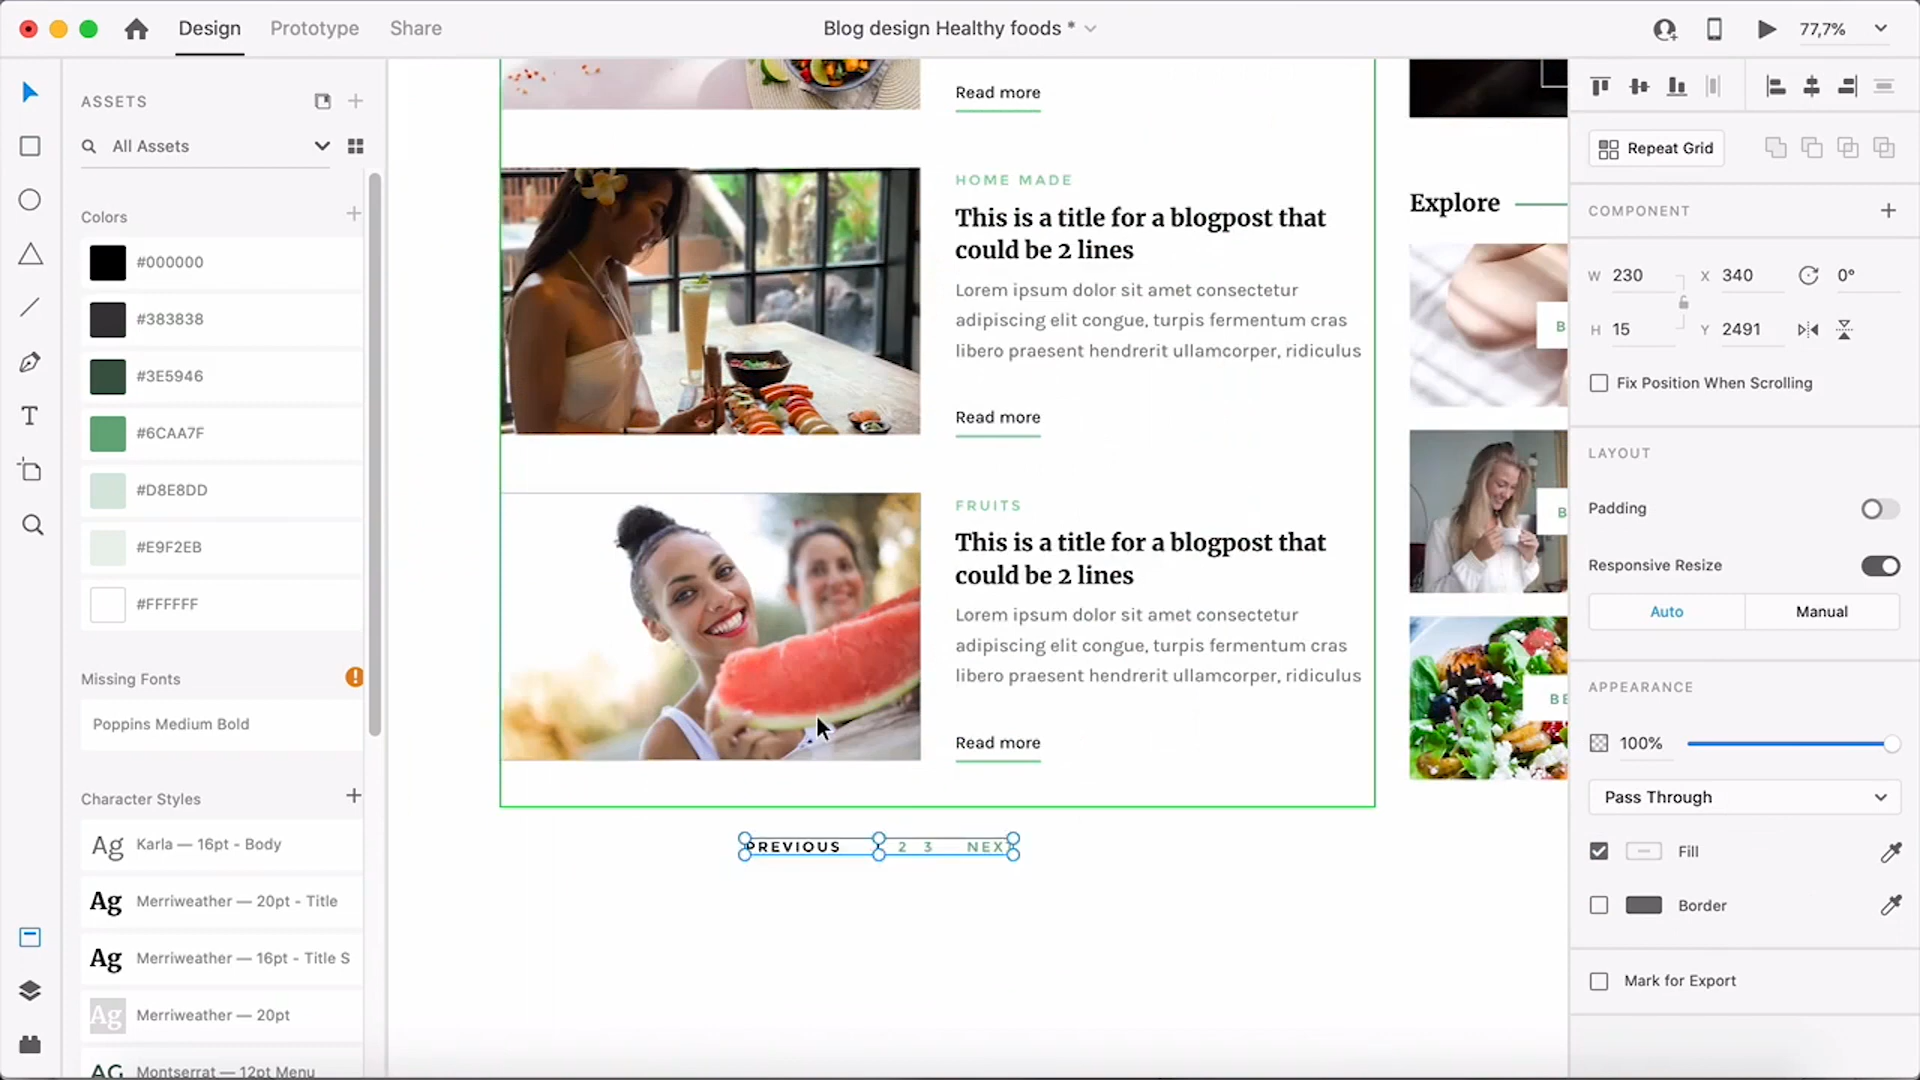 Design
Prototype
Share
Blog design Healthy foods *
77,7%
ASSETS
All Assets
Colors
#000000
#383838
#3E5946
#6CAA7F
#D8E8DD
#E9F2EB
#FFFFFF
Missing Fonts
Poppins Medium Bold
Character Styles
Ag Karla — 16pt - Body
Ag Merriweather — 20pt - Title
Ag Merriweather — 16pt - Title S
Ag Merriweather — 20pt
AG Montserrat — 12pt Menu
Read more
HOME MADE
This is a title for a blogpost that
could be 2 lines
Lorem ipsum dolor sit amet consectetur
adipiscing elit congue, turpis fermentum cras
libero praesent hendrerit ullamcorper, ridiculus
Read more
FRUITS
This is a title for a blogpost that
could be 2 lines
Lorem ipsum dolor sit amet consectetur
adipiscing elit congue, turpis fermentum cras
libero praesent hendrerit ullamcorper, ridiculus
Read more
PREVIOUS 2 3 NEX
Explore
B
B
BE
Repeat Grid
COMPONENT
W 230 X 340 0°
H 15 Y 2491
Fix Position When Scrolling
LAYOUT
Padding
Responsive Resize
Auto Manual
APPEARANCE
100%
Pass Through
Fill
Border
Mark for Export